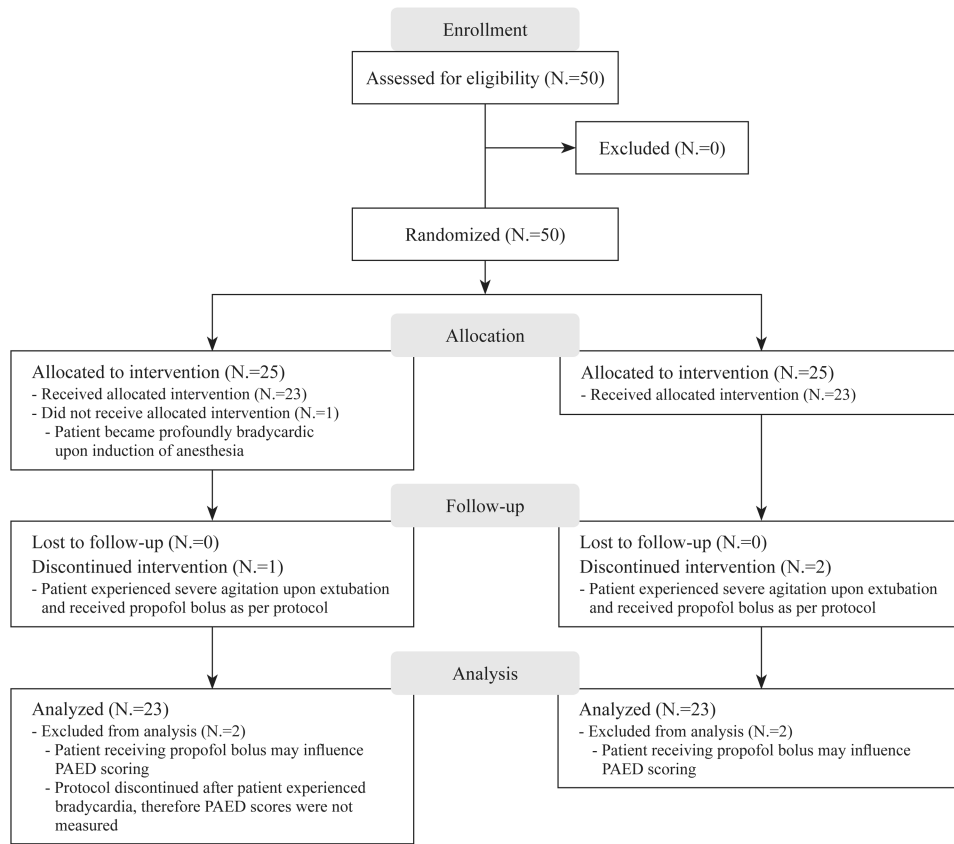 Enrollment
Assessed for eligibility (N.=50)
Excluded (N.=0)
Randomized (N.=50)
Allocation
Allocated to intervention (N.=25)
- Received allocated intervention (N.=23)
- Did not receive allocated intervention (N.=1)
- Patient became profoundly bradycardic
upon induction of anesthesia
Allocated to intervention (N.=25)
- Received allocated intervention (N.=23)
Follow-up
Lost to follow-up (N.=0)
Discontinued intervention (N.=1)
- Patient experienced severe agitation upon extubation
and received propofol bolus as per protocol
Lost to follow-up (N.=0)
Discontinued intervention (N.=2)
- Patient experienced severe agitation upon extubation
and received propofol bolus as per protocol
Analysis
Analyzed (N.=23)
- Excluded from analysis (N.=2)
- Patient receiving propofol bolus may influence
PAED scoring
- Protocol discontinued after patient experienced
bradycardia, therefore PAED scores were not
measured
Analyzed (N.=23)
- Excluded from analysis (N.=2)
- Patient receiving propofol bolus may influence
PAED scoring